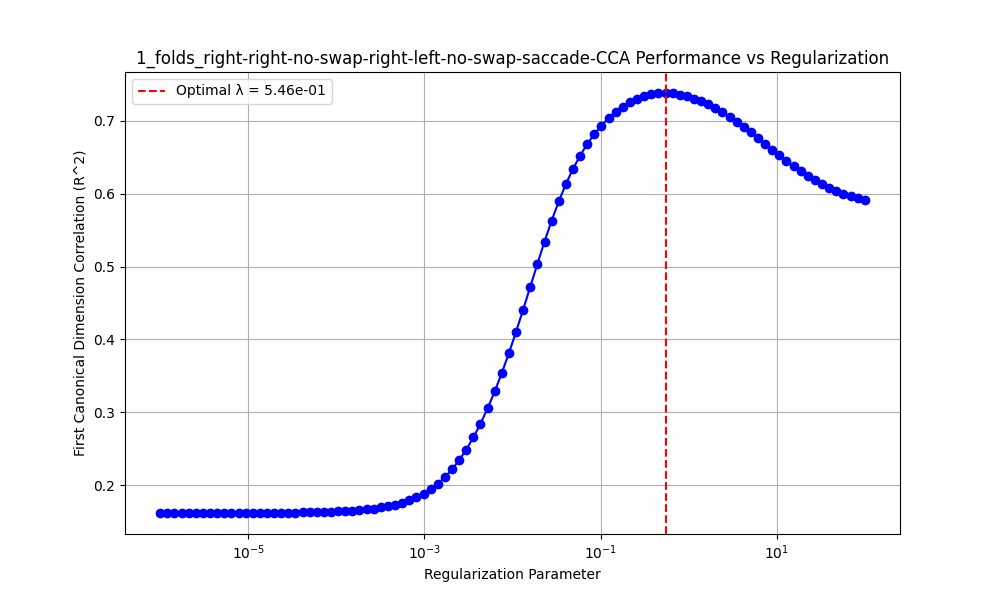 1_folds_right-right-no-swap-right-left-no-swap-saccade-CCA Performance vs Regularization
Optimal λ = 5.46e-01
First Canonical Dimension Correlation (R^2)
0.7
0.6
0.5
0.4
0.3
0.2
10⁻⁵
10⁻³
10⁻¹
10¹
Regularization Parameter